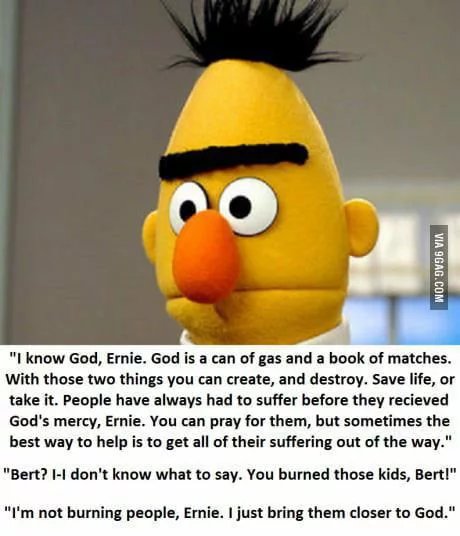 VIA 9GAG.COM
"I know God, Ernie. God is a can of gas and a book of matches.
With those two things you can create, and destroy. Save life, or
take it. People have always had to suffer before they recieved
God's mercy, Ernie. You can pray for them, but sometimes the
best way to help is to get all of their suffering out of the way."
"Bert? I-I don't know what to say. You burned those kids, Bert!"
"I'm not burning people, Ernie. I just bring them closer to God."